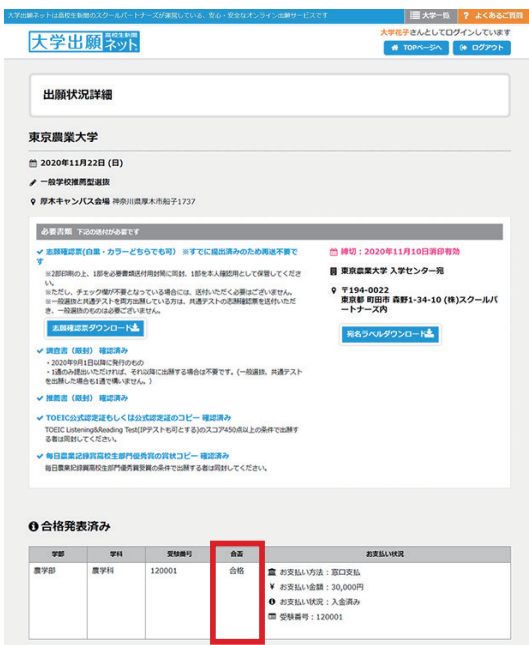 大学出願ネットは高校生新聞のスクールパートナーズが運営している、安心・安全なオンライン出願サービスです
大学一覧
? よくあるご質問
大学出願ネット
高校生新聞
大学花子さんとしてログインしています
TOPページへ
ログアウト
出願状況詳細
東京農業大学
2020年11月22日 (日)
一般学校推薦型選抜
厚木キャンパス会場 神奈川県厚木市船子1737
必要書類 下記の送付が必要です
志願確認票(白黒・カラーどちらでも可) ※すでに提出済みのため再送不要で
す
※2部印刷の上、1部を必要書類送付用封筒に同封、1部を本人確認用として保管してくださ
い。
※ただし、チェック欄が不要となっている場合には、送付いただく必要はございません。
※一般選抜と共通テストを両方出願している方は、共通テストの志願確認票を送付いただ
き、一般選抜のものは必要ございません。
志願確認票ダウンロード
調査書（厳封） 確認済み
・2020年9月1日以降に発行のもの
・1通のみ提出いただければ、それ以降に出願する場合は不要です。(一般選抜、共通テスト
を出願した場合も1通で構いません。)
推薦書（厳封） 確認済み
TOEIC公式認定証もしくは公式認定証のコピー 確認済み
TOEIC Listening&Reading Test(IPテストも可とする)のスコア450点以上の条件で出願す
る者は同封してください。
毎日農業記録賞高校生部門優秀賞の賞状コピー 確認済み
毎日農業記録賞高校生部門優秀賞受賞の条件で出願する者は同封してください。
締切：2020年11月10日消印有効
東京農業大学 入学センター宛
〒194-0022
東京都 町田市 森野1-34-10 (株)スクールパ
ートナーズ内
宛名ラベルダウンロード
合格発表済み
学部 学科 受験番号 合否 お支払い状況
農学部 農学科 120001 合格 お支払い方法：窓口支払
¥ お支払い金額：30,000円
お支払い状況：入金済み
受験番号：120001